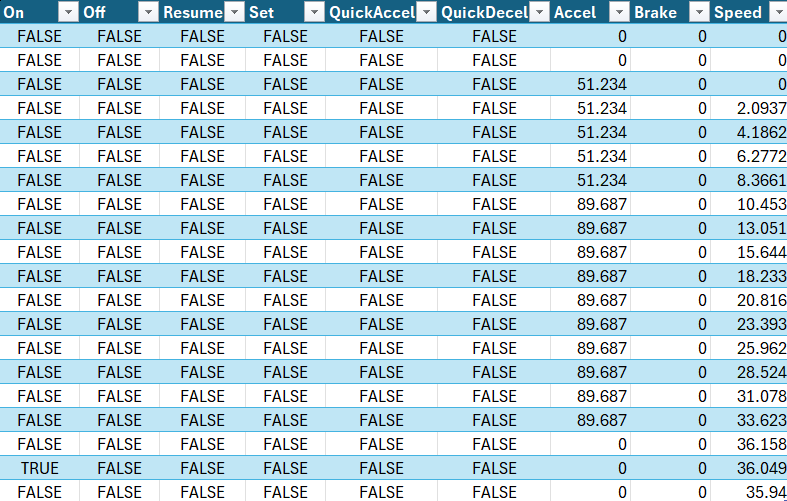 On Off Resume Set QuickAccel QuickDecel Accel Brake Speed
FALSE FALSE FALSE FALSE FALSE FALSE 0 0 0
FALSE FALSE FALSE FALSE FALSE FALSE 0 0 0
FALSE FALSE FALSE FALSE FALSE FALSE 51.234 0 0
FALSE FALSE FALSE FALSE FALSE FALSE 51.234 0 2.0937
FALSE FALSE FALSE FALSE FALSE FALSE 51.234 0 4.1862
FALSE FALSE FALSE FALSE FALSE FALSE 51.234 0 6.2772
FALSE FALSE FALSE FALSE FALSE FALSE 51.234 0 8.3661
FALSE FALSE FALSE FALSE FALSE FALSE 89.687 0 10.453
FALSE FALSE FALSE FALSE FALSE FALSE 89.687 0 13.051
FALSE FALSE FALSE FALSE FALSE FALSE 89.687 0 15.644
FALSE FALSE FALSE FALSE FALSE FALSE 89.687 0 18.233
FALSE FALSE FALSE FALSE FALSE FALSE 89.687 0 20.816
FALSE FALSE FALSE FALSE FALSE FALSE 89.687 0 23.393
FALSE FALSE FALSE FALSE FALSE FALSE 89.687 0 25.962
FALSE FALSE FALSE FALSE FALSE FALSE 89.687 0 28.524
FALSE FALSE FALSE FALSE FALSE FALSE 89.687 0 31.078
FALSE FALSE FALSE FALSE FALSE FALSE 89.687 0 33.623
FALSE FALSE FALSE FALSE FALSE FALSE 0 0 36.158
TRUE FALSE FALSE FALSE FALSE FALSE 0 0 36.049
FALSE FALSE FALSE FALSE FALSE FALSE 0 0 35.94